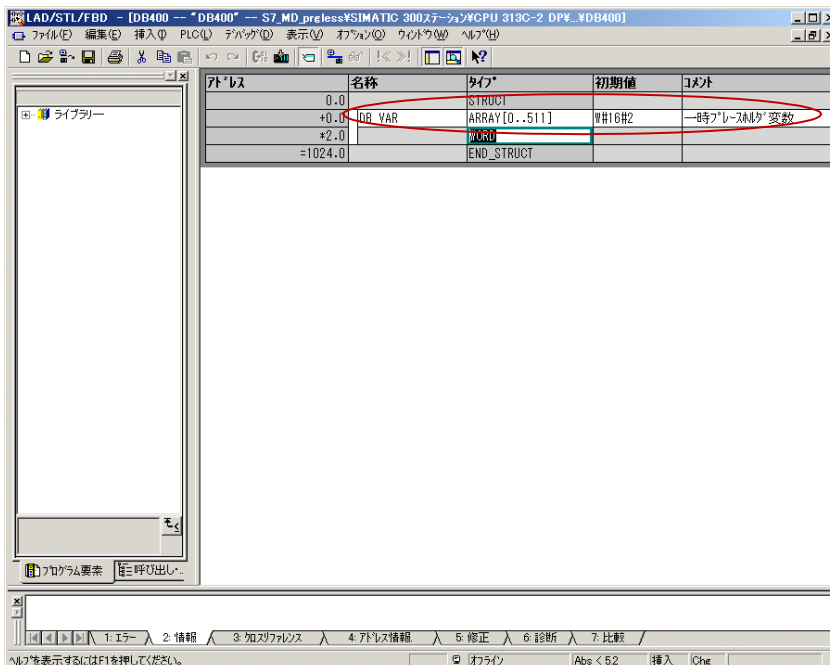 LAD/STL/FBD - [DB400 -- "DB400" -- S7_MD_prgless¥SIMATIC 300ステーション¥CPU 313C-2 DP¥...¥DB400]
ファイル(F) 編集(E) 挿入(I) PLC(L) デバッグ(D) 表示(V) オプション(O) ウィンドウ(W) ヘルプ(H)
アドレス 名称 タイプ 初期値 コメント
0.0 STRUCT
+0.0 DB_VAR ARRAY[0..511] W#16#2 一時プレースホルダ変数
*2.0 WORD
=1024.0 END_STRUCT
ライブラリー
プログラム要素 呼び出し・..
1: エラー 2: 情報 3: クロスリファレンス 4: アドレス情報 5: 修正 6: 診断 7: 比較
ヘルプを表示するにはF1を押してください。 オフライン Abs < 5.2 挿入 Chg